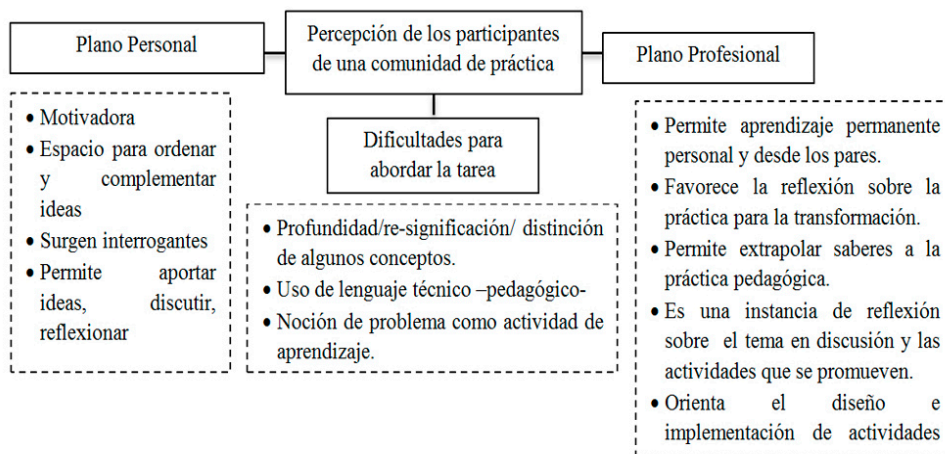 Plano Personal
Percepción de los participantes
de una comunidad de práctica
Plano Profesional
• Motivadora
• Espacio para ordenar
y complementar
ideas
• Surgen interrogantes
• Permite aportar
ideas, discutir,
reflexionar
Dificultades para
abordar la tarea
• Profundidad/re-significación/ distinción
de algunos conceptos.
• Uso de lenguaje técnico –pedagógico-
• Noción de problema como actividad de
aprendizaje.
• Permite aprendizaje permanente
personal y desde los pares.
• Favorece la reflexión sobre la
práctica para la transformación.
• Permite extrapolar saberes a la
práctica pedagógica.
• Es una instancia de reflexión
sobre el tema en discusión y las
actividades que se promueven.
• Orienta el diseño e
implementación de actividades